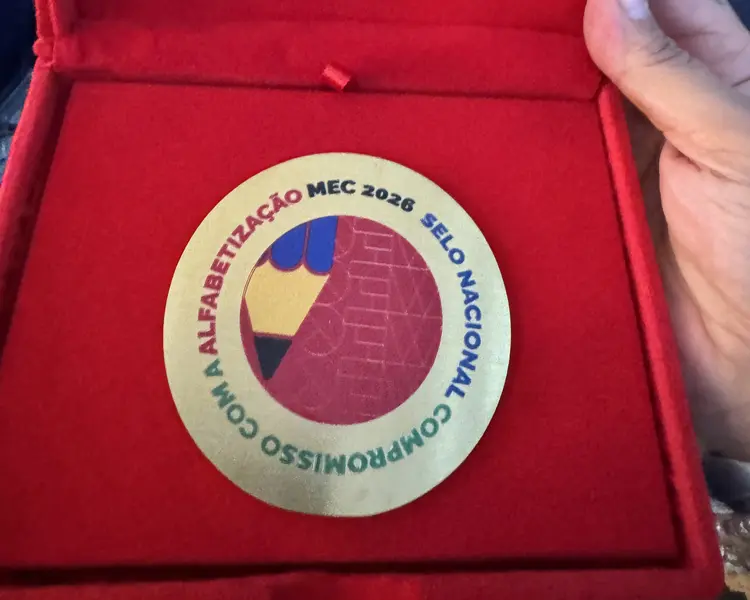 SELO NACIONAL COMPROMISSO COM A ALFABETIZAÇÃO MEC 2026